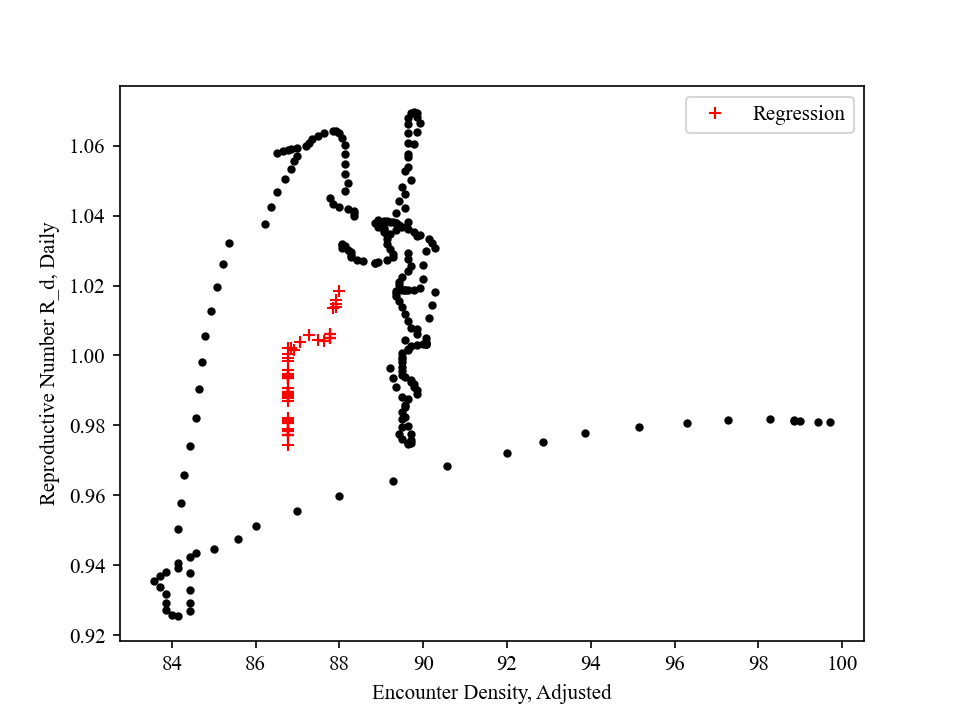 Regression
1.06
1.04
1.02
1.00
0.98
0.96
0.94
0.92
Reproductive Number R_d, Daily
84 86 88 90 92 94 96 98 100
Encounter Density, Adjusted